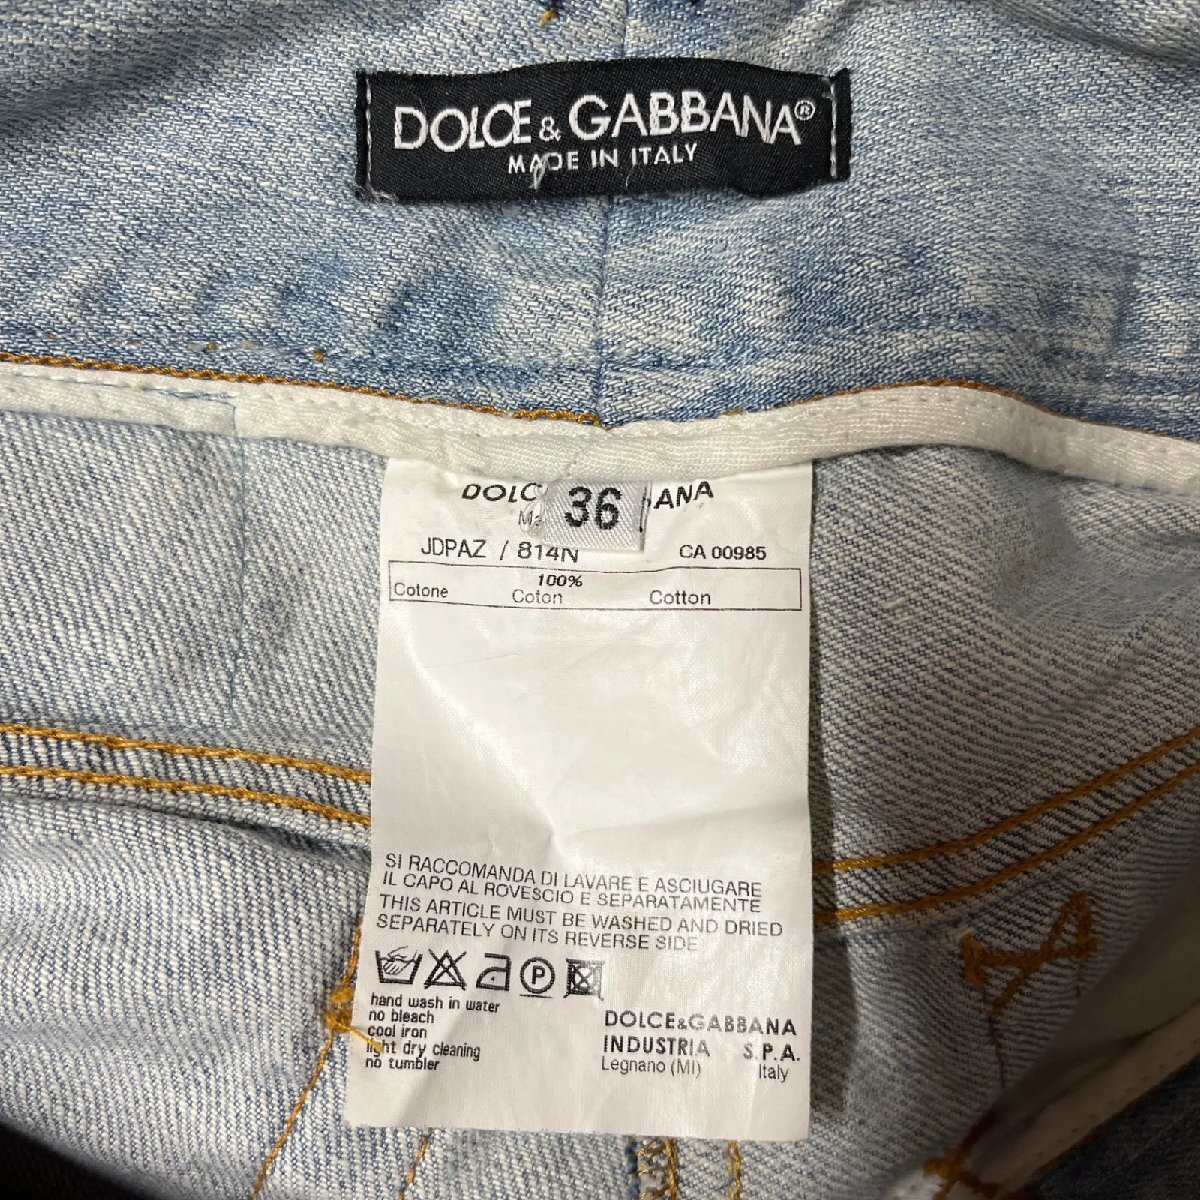 DOLCE & GABBANA®
MADE IN ITALY
36
JDPAZ / 814N CA 00985
100%
Cotone Coton Cotton
SI RACCOMANDA DI LAVARE E ASCIUGARE
IL CAPO AL ROVESCIO E SEPARATAMENTE
THIS ARTICLE MUST BE WASHED AND DRIED
SEPARATELY ON ITS REVERSE SIDE
P
hand wash in water
no bleach
cool iron
light dry cleaning
no tumbler
DOLCE&GABBANA
INDUSTRIA S.P.A.
Legnano (MI) Italy